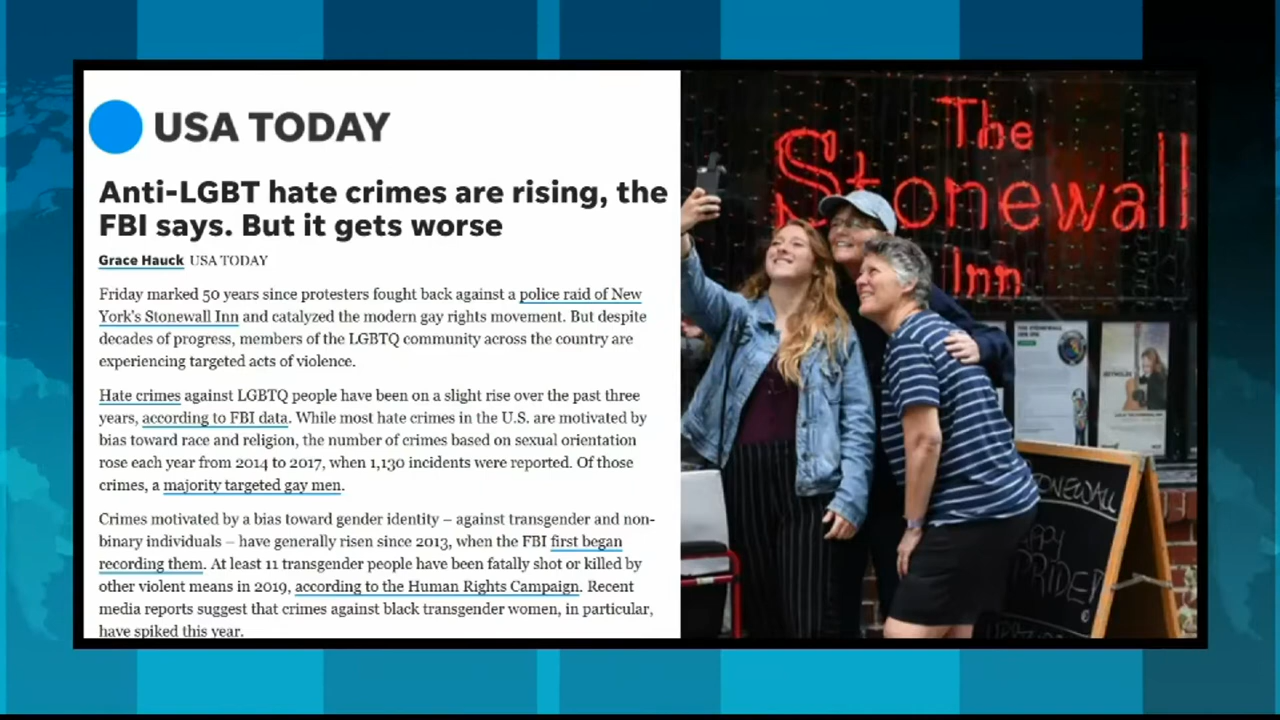 USA TODAY
Anti-LGBT hate crimes are rising, the
FBI says. But it gets worse
Grace Hauck USA TODAY
Friday marked 50 years since protesters fought back against a police raid of New
York's Stonewall Inn and catalyzed the modern gay rights movement. But despite
decades of progress, members of the LGBTQ community across the country are
experiencing targeted acts of violence.
Hate crimes against LGBTQ people have been on a slight rise over the past three
years, according to FBI data. While most hate crimes in the U.S. are motivated by
bias toward race and religion, the number of crimes based on sexual orientation
rose each year from 2014 to 2017, when 1,130 incidents were reported. Of those
crimes, a majority targeted gay men.
Crimes motivated by a bias toward gender identity – against transgender and non-
binary individuals – have generally risen since 2013, when the FBI first began
recording them. At least 11 transgender people have been fatally shot or killed by
other violent means in 2019, according to the Human Rights Campaign. Recent
media reports suggest that crimes against black transgender women, in particular,
have spiked this year.
The
Stonewall
Inn
PRIDE!